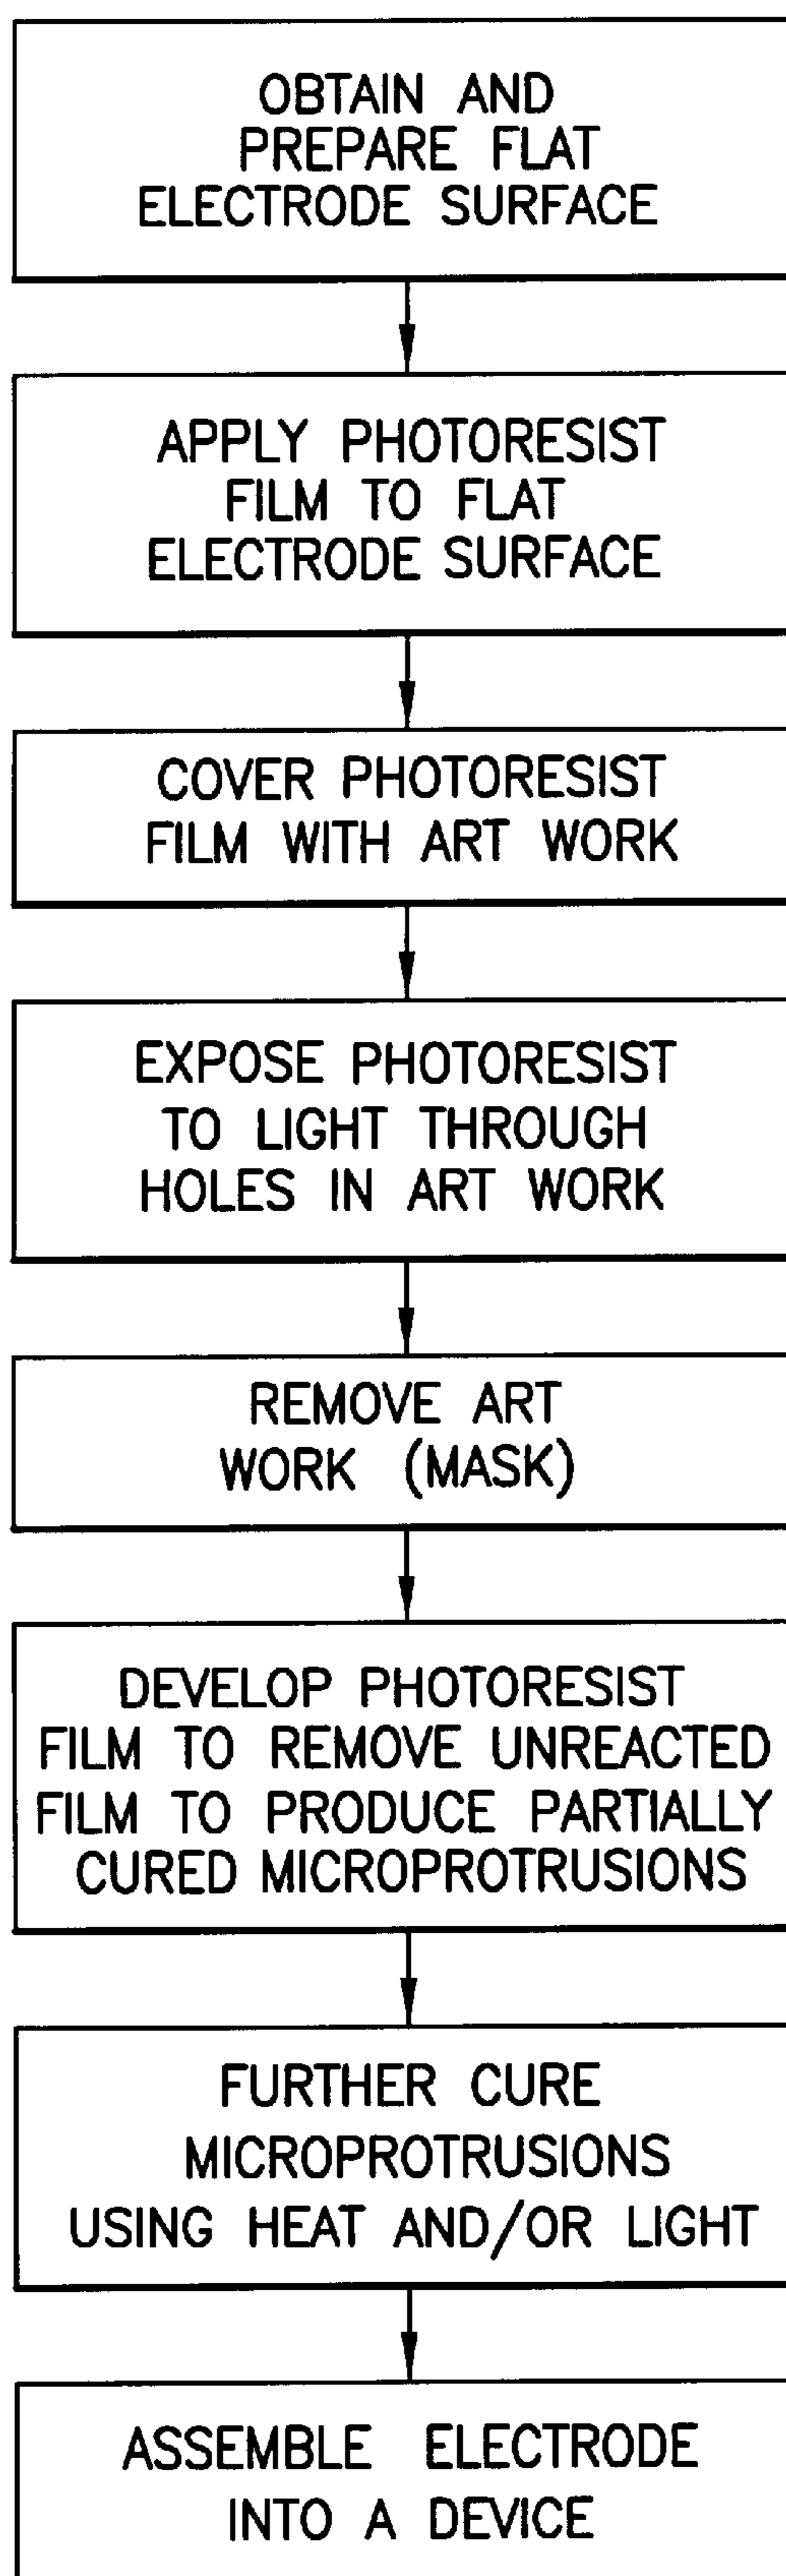 OBTAIN AND
PREPARE FLAT
ELECTRODE SURFACE
APPLY PHOTORESIST
FILM TO FLAT
ELECTRODE SURFACE
COVER PHOTORESIST
FILM WITH ART WORK
EXPOSE PHOTORESIST
TO LIGHT THROUGH
HOLES IN ART WORK
REMOVE ART
WORK (MASK)
DEVELOP PHOTORESIST
FILM TO REMOVE UNREACTED
FILM TO PRODUCE PARTIALLY
CURED MICROPROTRUSIONS
FURTHER CURE
MICROPROTRUSIONS
USING HEAT AND/OR LIGHT
ASSEMBLE ELECTRODE
INTO A DEVICE